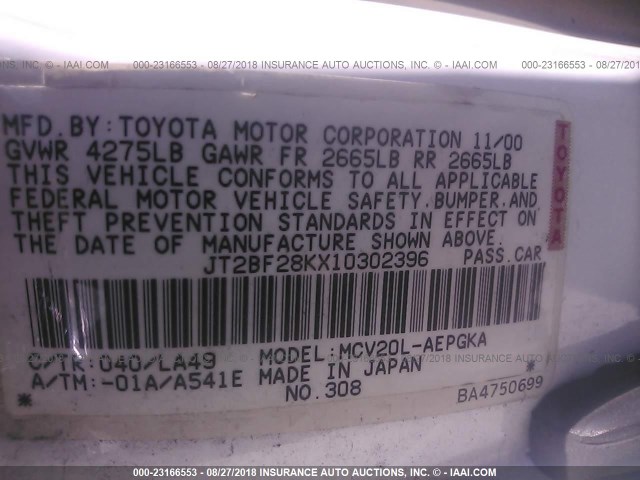 000-23166553 - 08/27/2018 - INSURANCE AUTO AUCTIONS - IAAI.COM
MFD.BY:TOYOTA MOTOR CORPORATION 11/00
GVWR 4275LB GAWR FR 2665LB RR 2665LB
THIS VEHICLE CONFORMS TO ALL APPLICABLE
FEDERAL MOTOR VEHICLE SAFETY,BUMPER,AND
THEFT PREVENTION STANDARDS IN EFFECT ON
THE DATE OF MANUFACTURE SHOWN ABOVE.
JT2BF28KX10302396 PASS.CAR
TOYOTA
C/TR:040/LA49 MODEL:MCV20L-AEPGKA
A/TM:-01A/A541E MADE IN JAPAN
* NO.308 BA4750699 *
000-23166553 - 08/27/2018 - INSURANCE AUTO AUCTIONS - IAAI.COM